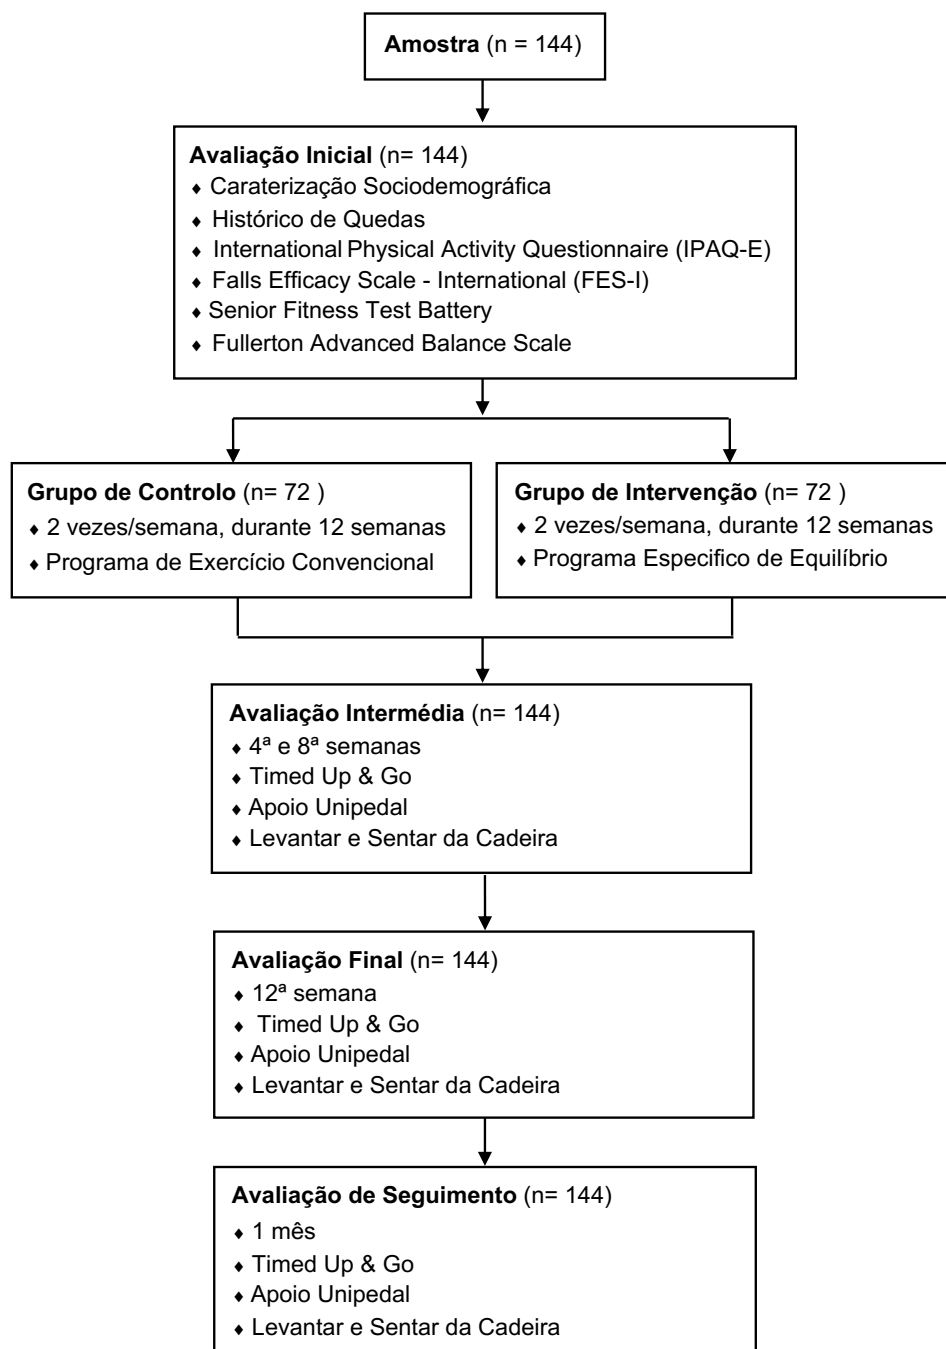 Amostra (n = 144)
Avaliação Inicial (n= 144)
♦ Caraterização Sociodemográfica
♦ Histórico de Quedas
♦ International Physical Activity Questionnaire (IPAQ-E)
♦ Falls Efficacy Scale - International (FES-I)
♦ Senior Fitness Test Battery
♦ Fullerton Advanced Balance Scale
Grupo de Controlo (n= 72 )
♦ 2 vezes/semana, durante 12 semanas
♦ Programa de Exercício Convencional
Grupo de Intervenção (n= 72 )
♦ 2 vezes/semana, durante 12 semanas
♦ Programa Especifico de Equilíbrio
Avaliação Intermédia (n= 144)
♦ 4ª e 8ª semanas
♦ Timed Up & Go
♦ Apoio Unipedal
♦ Levantar e Sentar da Cadeira
Avaliação Final (n= 144)
♦ 12ª semana
♦ Timed Up & Go
♦ Apoio Unipedal
♦ Levantar e Sentar da Cadeira
Avaliação de Seguimento (n= 144)
♦ 1 mês
♦ Timed Up & Go
♦ Apoio Unipedal
♦ Levantar e Sentar da Cadeira